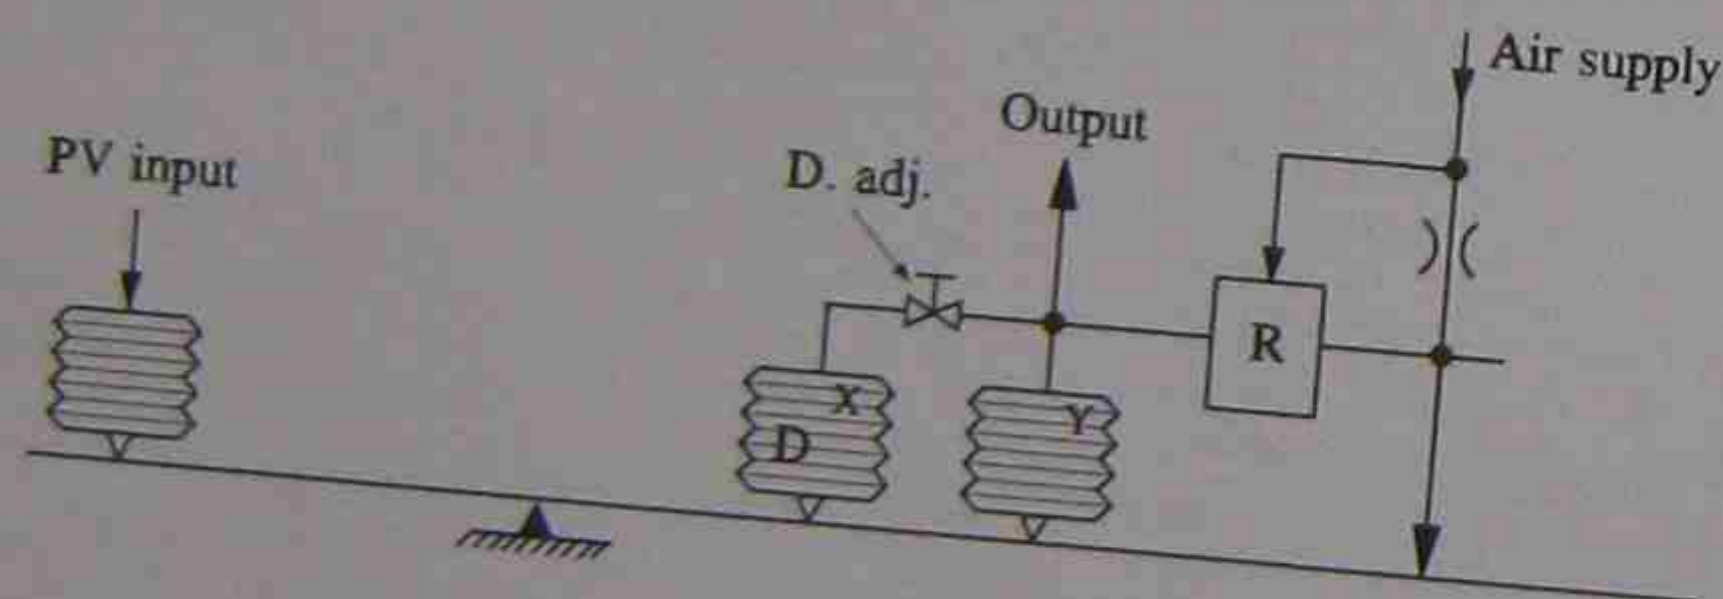 Air supply
Output
PV input
D. adj.
R
X
Y
D